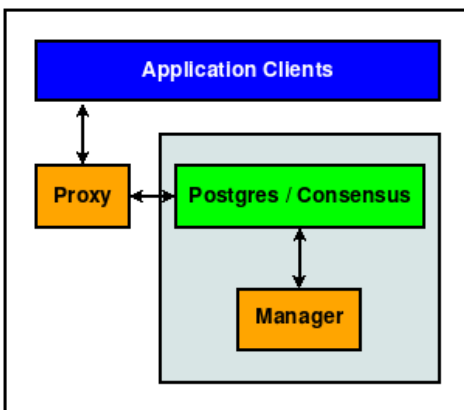 Application Clients
Proxy
Postgres / Consensus
Manager